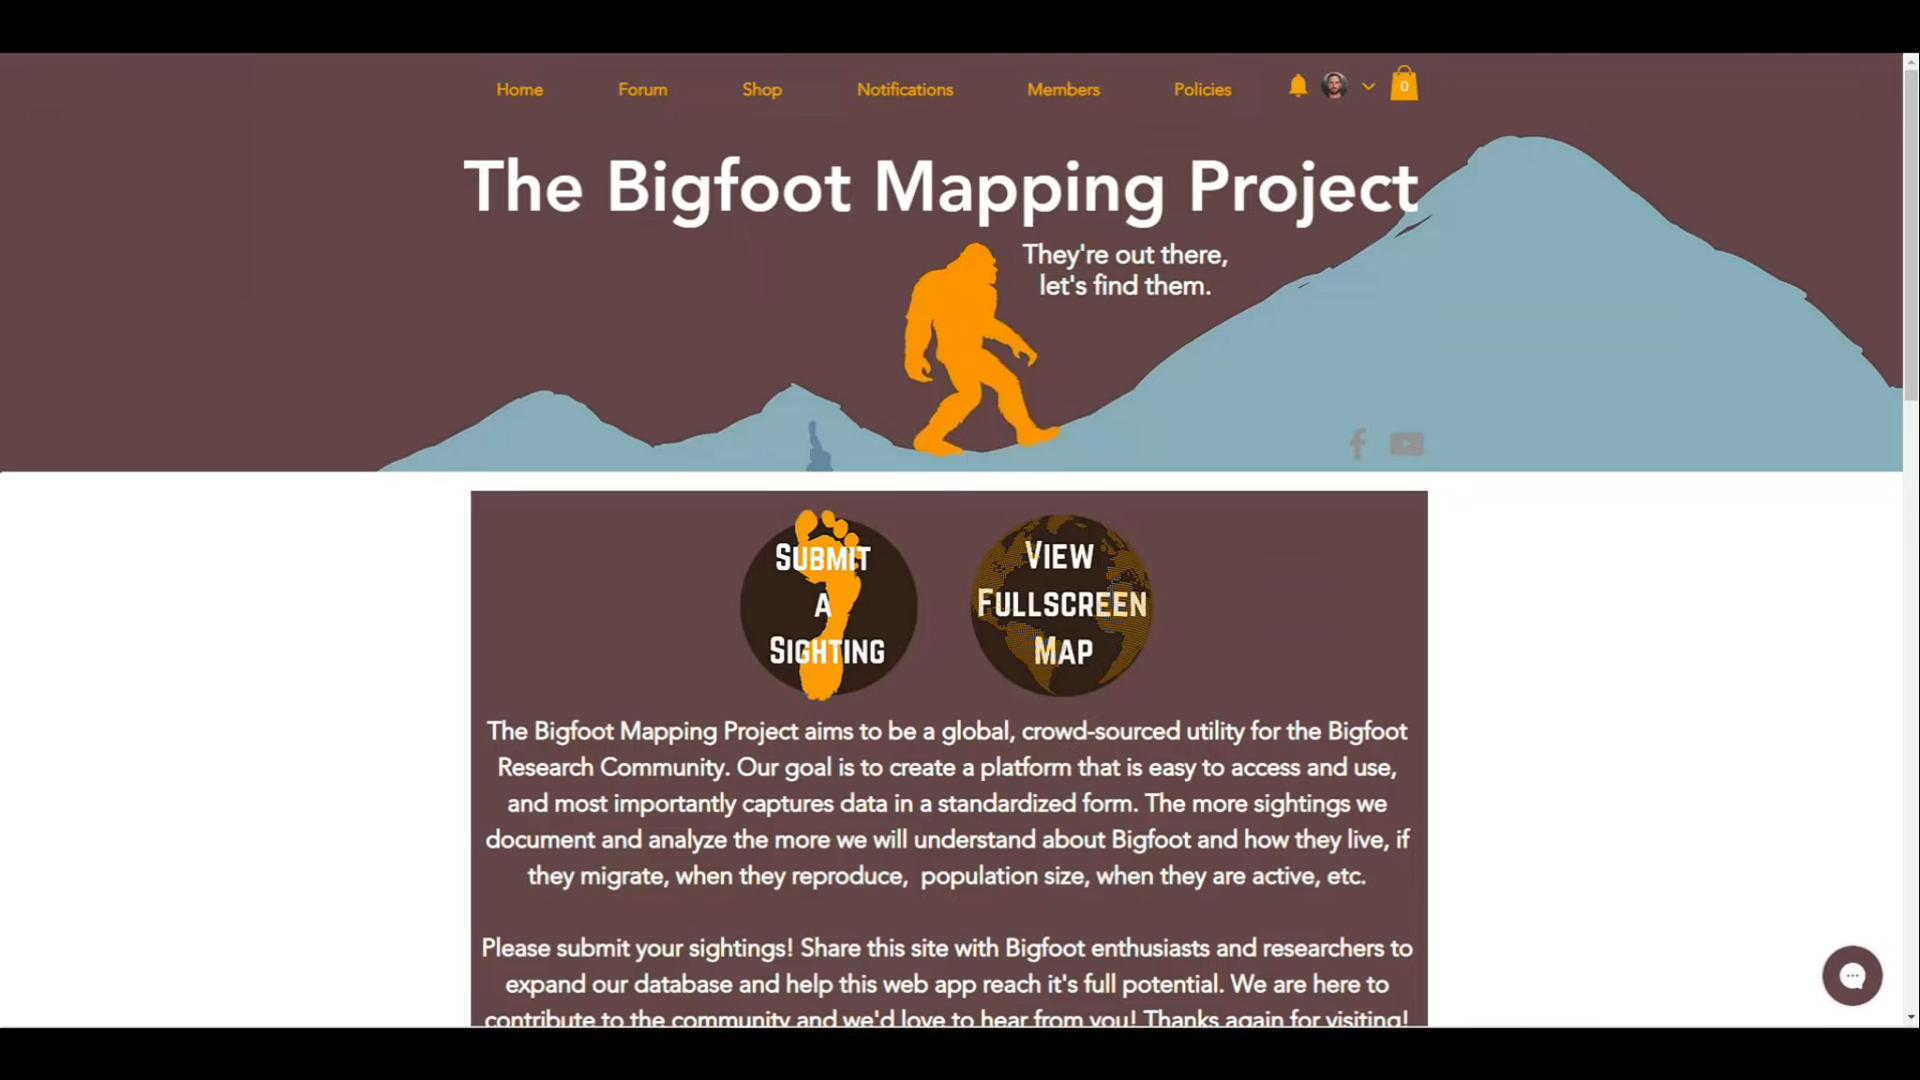 Home Forum Shop Notifications Members Policies 0
The Bigfoot Mapping Project
They're out there,
let's find them.
SUBMIT
A
SIGHTING
VIEW
FULLSCREEN
MAP
The Bigfoot Mapping Project aims to be a global, crowd-sourced utility for the Bigfoot
Research Community. Our goal is to create a platform that is easy to access and use,
and most importantly captures data in a standardized form. The more sightings we
document and analyze the more we will understand about Bigfoot and how they live, if
they migrate, when they reproduce, population size, when they are active, etc.
Please submit your sightings! Share this site with Bigfoot enthusiasts and researchers to
expand our database and help this web app reach it's full potential. We are here to
contribute to the community and we'd love to hear from you! Thanks again for visiting!